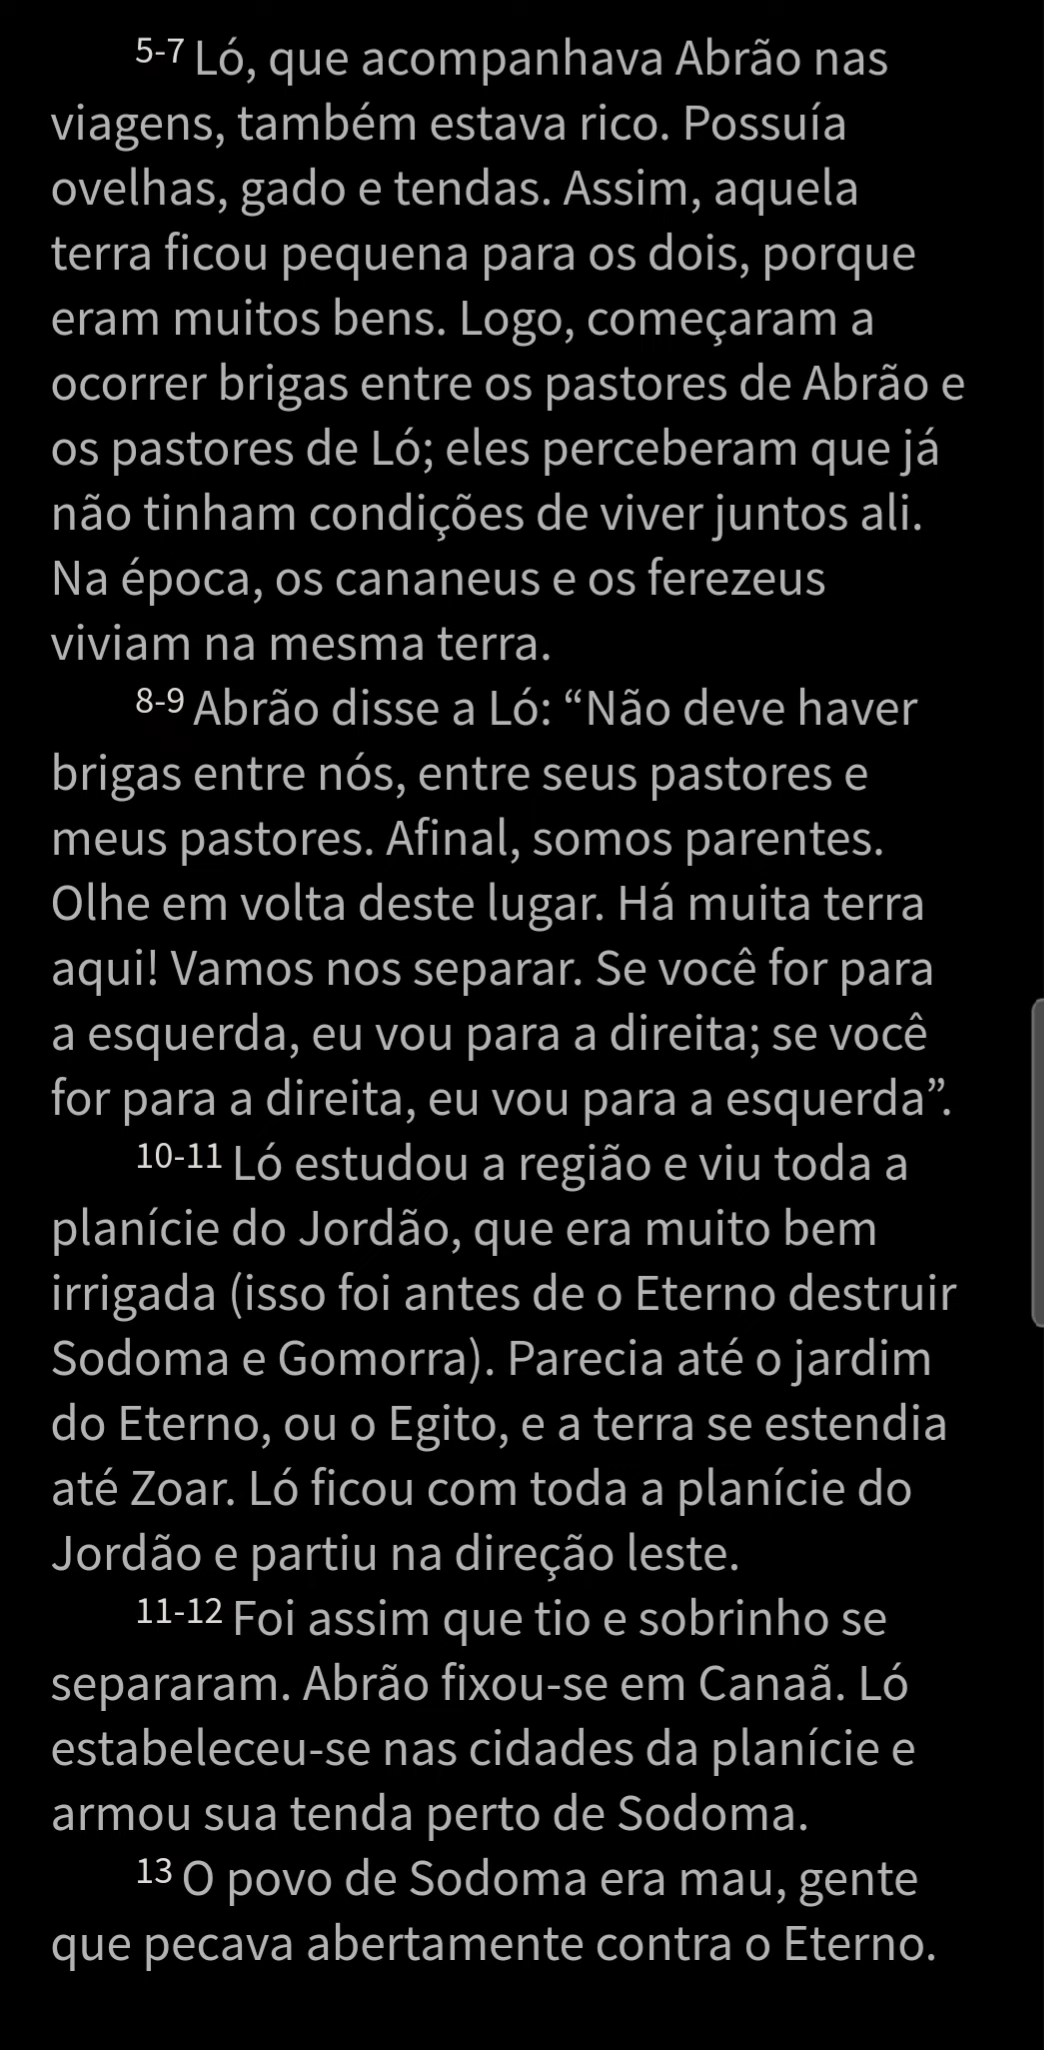 5-7 Ló, que acompanhava Abrão nas
viagens, também estava rico. Possuía
ovelhas, gado e tendas. Assim, aquela
terra ficou pequena para os dois, porque
eram muitos bens. Logo, começaram a
ocorrer brigas entre os pastores de Abrão e
os pastores de Ló; eles perceberam que já
não tinham condições de viver juntos ali.
Na época, os cananeus e os ferezeus
viviam na mesma terra.
8-9 Abrão disse a Ló: “Não deve haver
brigas entre nós, entre seus pastores e
meus pastores. Afinal, somos parentes.
Olhe em volta deste lugar. Há muita terra
aqui! Vamos nos separar. Se você for para
a esquerda, eu vou para a direita; se você
for para a direita, eu vou para a esquerda”.
10-11 Ló estudou a região e viu toda a
planície do Jordão, que era muito bem
irrigada (isso foi antes de o Eterno destruir
Sodoma e Gomorra). Parecia até o jardim
do Eterno, ou o Egito, e a terra se estendia
até Zoar. Ló ficou com toda a planície do
Jordão e partiu na direção leste.
11-12 Foi assim que tio e sobrinho se
separaram. Abrão fixou-se em Canaã. Ló
estabeleceu-se nas cidades da planície e
armou sua tenda perto de Sodoma.
13 O povo de Sodoma era mau, gente
que pecava abertamente contra o Eterno.